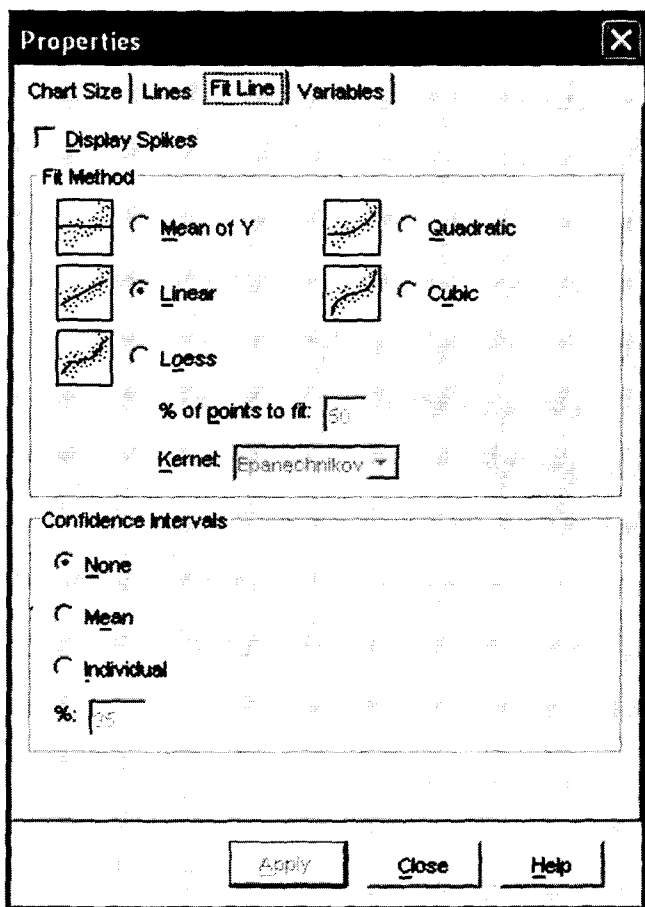 Properties
Chart Size Lines Fit Line Variables
Display Spikes
Fit Method
Mean of Y Quadratic
Linear Cubic
Loess
% of points to fit: 50
Kernel: Epanechnikov
Confidence Intervals
None
Mean
Individual
%: 95
Apply Close Help